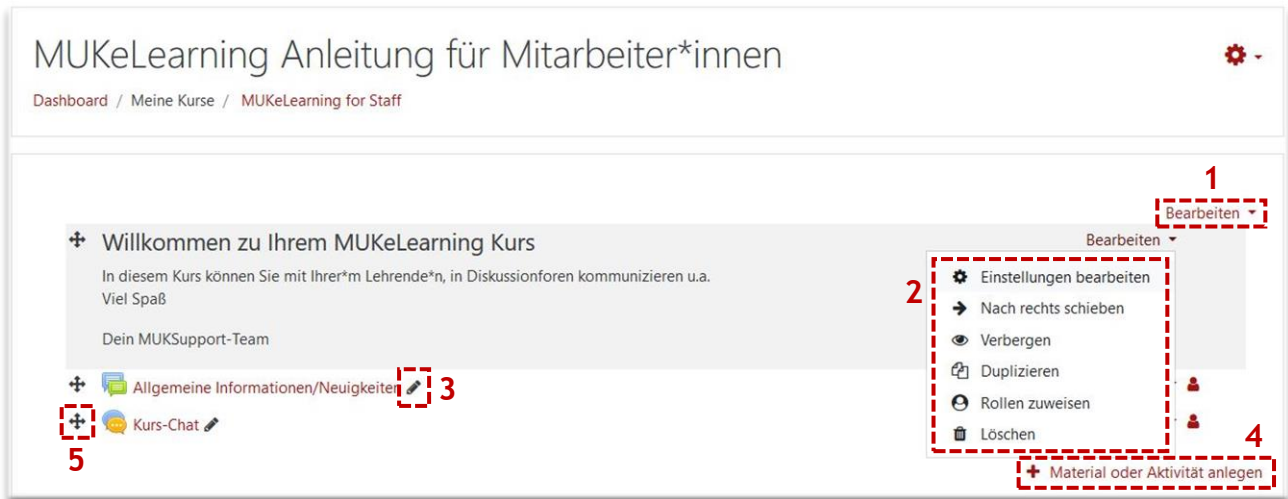 MUKeLearning Anleitung für Mitarbeiter*innen
Dashboard / Meine Kurse / MUKeLearning for Staff
1
Bearbeiten
Willkommen zu Ihrem MUKeLearning Kurs
Bearbeiten
In diesem Kurs können Sie mit Ihrer*m Lehrende*n, in Diskussionforen kommunizieren u.a.
Viel Spaß
Dein MUKSupport-Team
2
Einstellungen bearbeiten
Nach rechts schieben
Verbergen
Duplizieren
Rollen zuweisen
Löschen
Allgemeine Informationen/Neuigkeiten
3
Kurs-Chat
5
4
+ Material oder Aktivität anlegen